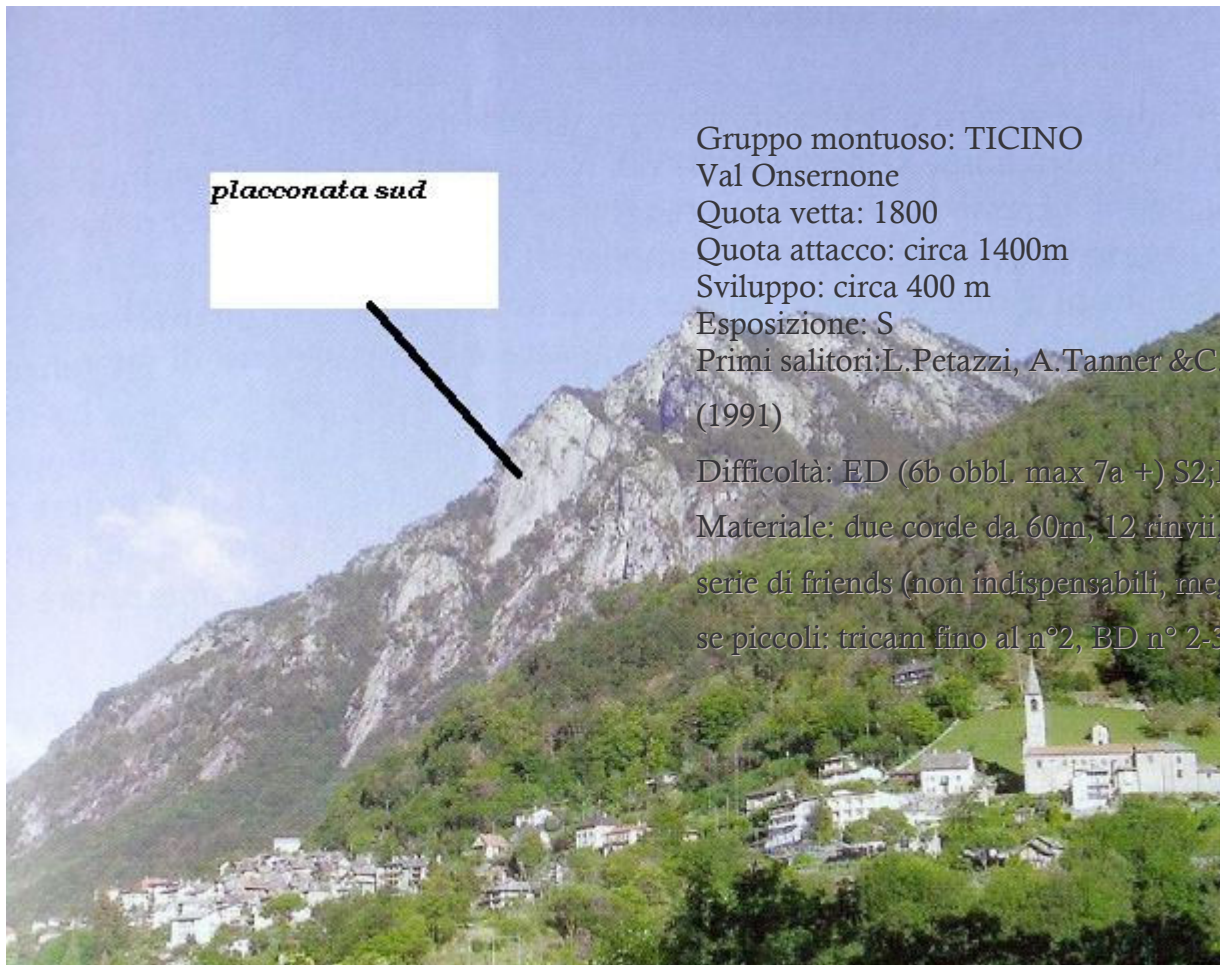 placconata sud
Gruppo montuoso: TICINO
Val Onsernone
Quota vetta: 1800
Quota attacco: circa 1400m
Sviluppo: circa 400 m
Esposizione: S
Primi salitori:L.Petazzi, A.Tanner &C
(1991)
Difficoltà: ED (6b obbl. max 7a +) S2;
Materiale: due corde da 60m, 12 rinvii
serie di friends (non indispensabili,
se piccoli: tricam fino al n°2, BD n° 2-3